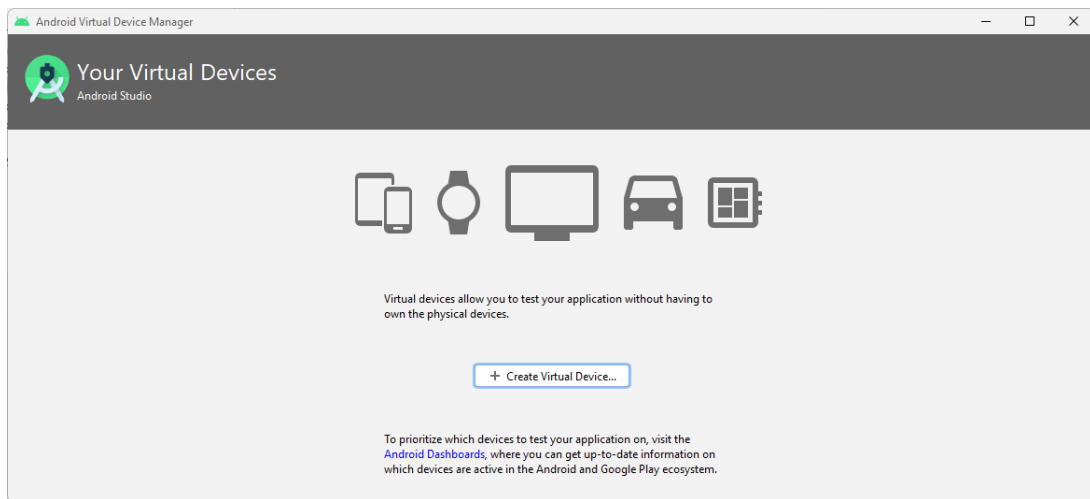 Android Virtual Device Manager
Your Virtual Devices
Android Studio
Virtual devices allow you to test your application without having to
own the physical devices.
+ Create Virtual Device...
To prioritize which devices to test your application on, visit the
Android Dashboards, where you can get up-to-date information on
which devices are active in the Android and Google Play ecosystem.